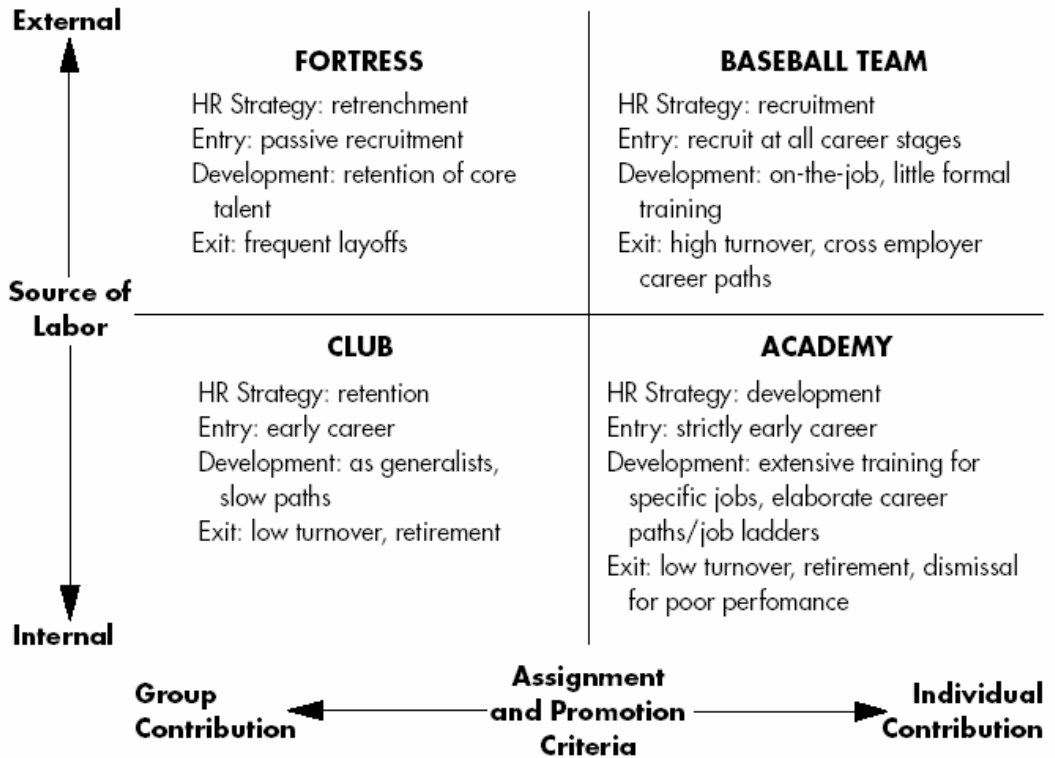 External
FORTRESS
HR Strategy: retrenchment
Entry: passive recruitment
Development: retention of core
talent
Exit: frequent layoffs
BASEBALL TEAM
HR Strategy: recruitment
Entry: recruit at all career stages
Development: on-the-job, little formal
training
Exit: high turnover, cross employer
career paths
Source of
Labor
CLUB
HR Strategy: retention
Entry: early career
Development: as generalists,
slow paths
Exit: low turnover, retirement
ACADEMY
HR Strategy: development
Entry: strictly early career
Development: extensive training for
specific jobs, elaborate career
paths/job ladders
Exit: low turnover, retirement, dismissal
for poor perfomance
Internal
Group
Contribution
Assignment
and Promotion
Criteria
Individual
Contribution